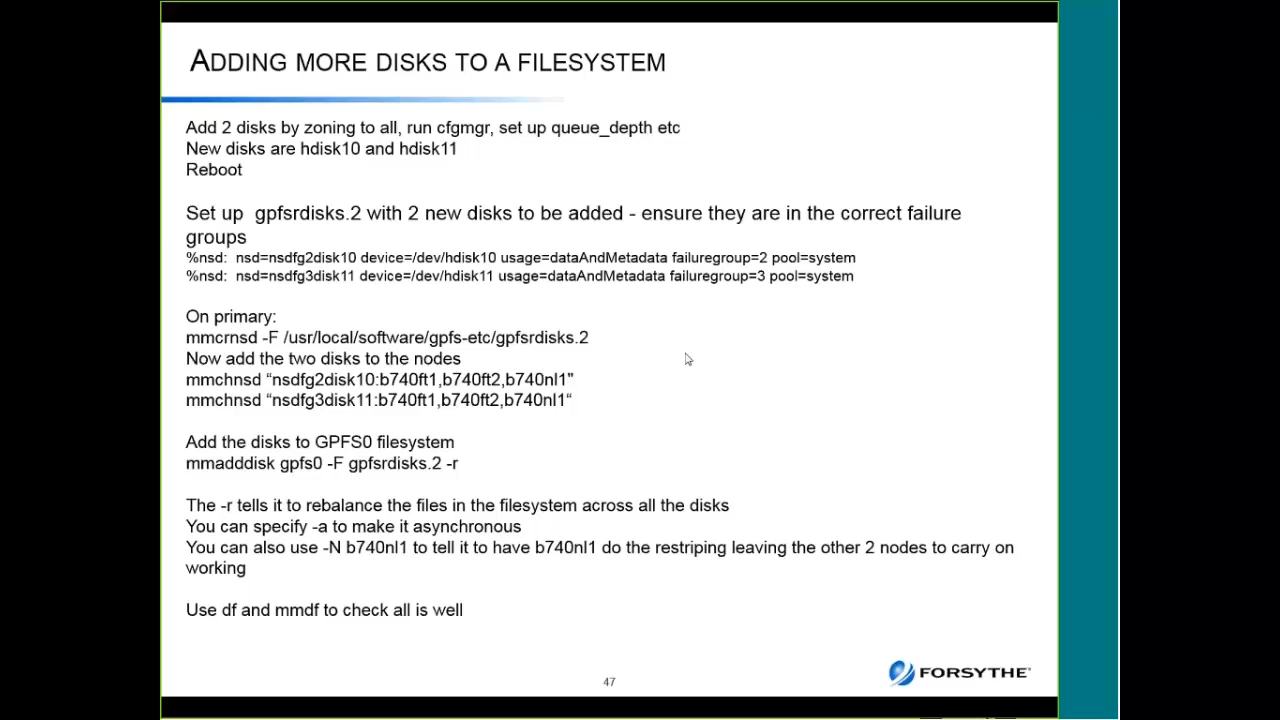 ADDING MORE DISKS TO A FILESYSTEM
Add 2 disks by zoning to all, run cfgmgr, set up queue_depth etc
New disks are hdisk10 and hdisk11
Reboot
Set up  gpfsrdisks.2 with 2 new disks to be added - ensure they are in the correct failure
groups
%nsd:  nsd=nsdfg2disk10 device=/dev/hdisk10 usage=dataAndMetadata failuregroup=2 pool=system
%nsd:  nsd=nsdfg3disk11 device=/dev/hdisk11 usage=dataAndMetadata failuregroup=3 pool=system
On primary:
mmcrnsd -F /usr/local/software/gpfs-etc/gpfsrdisks.2
Now add the two disks to the nodes
mmchnsd “nsdfg2disk10:b740ft1,b740ft2,b740nl1"
mmchnsd “nsdfg3disk11:b740ft1,b740ft2,b740nl1“
Add the disks to GPFS0 filesystem
mmadddisk gpfs0 -F gpfsrdisks.2 -r
The -r tells it to rebalance the files in the filesystem across all the disks
You can specify -a to make it asynchronous
You can also use -N b740nl1 to tell it to have b740nl1 do the restriping leaving the other 2 nodes to carry on
working
Use df and mmdf to check all is well
FORSYTHE
47